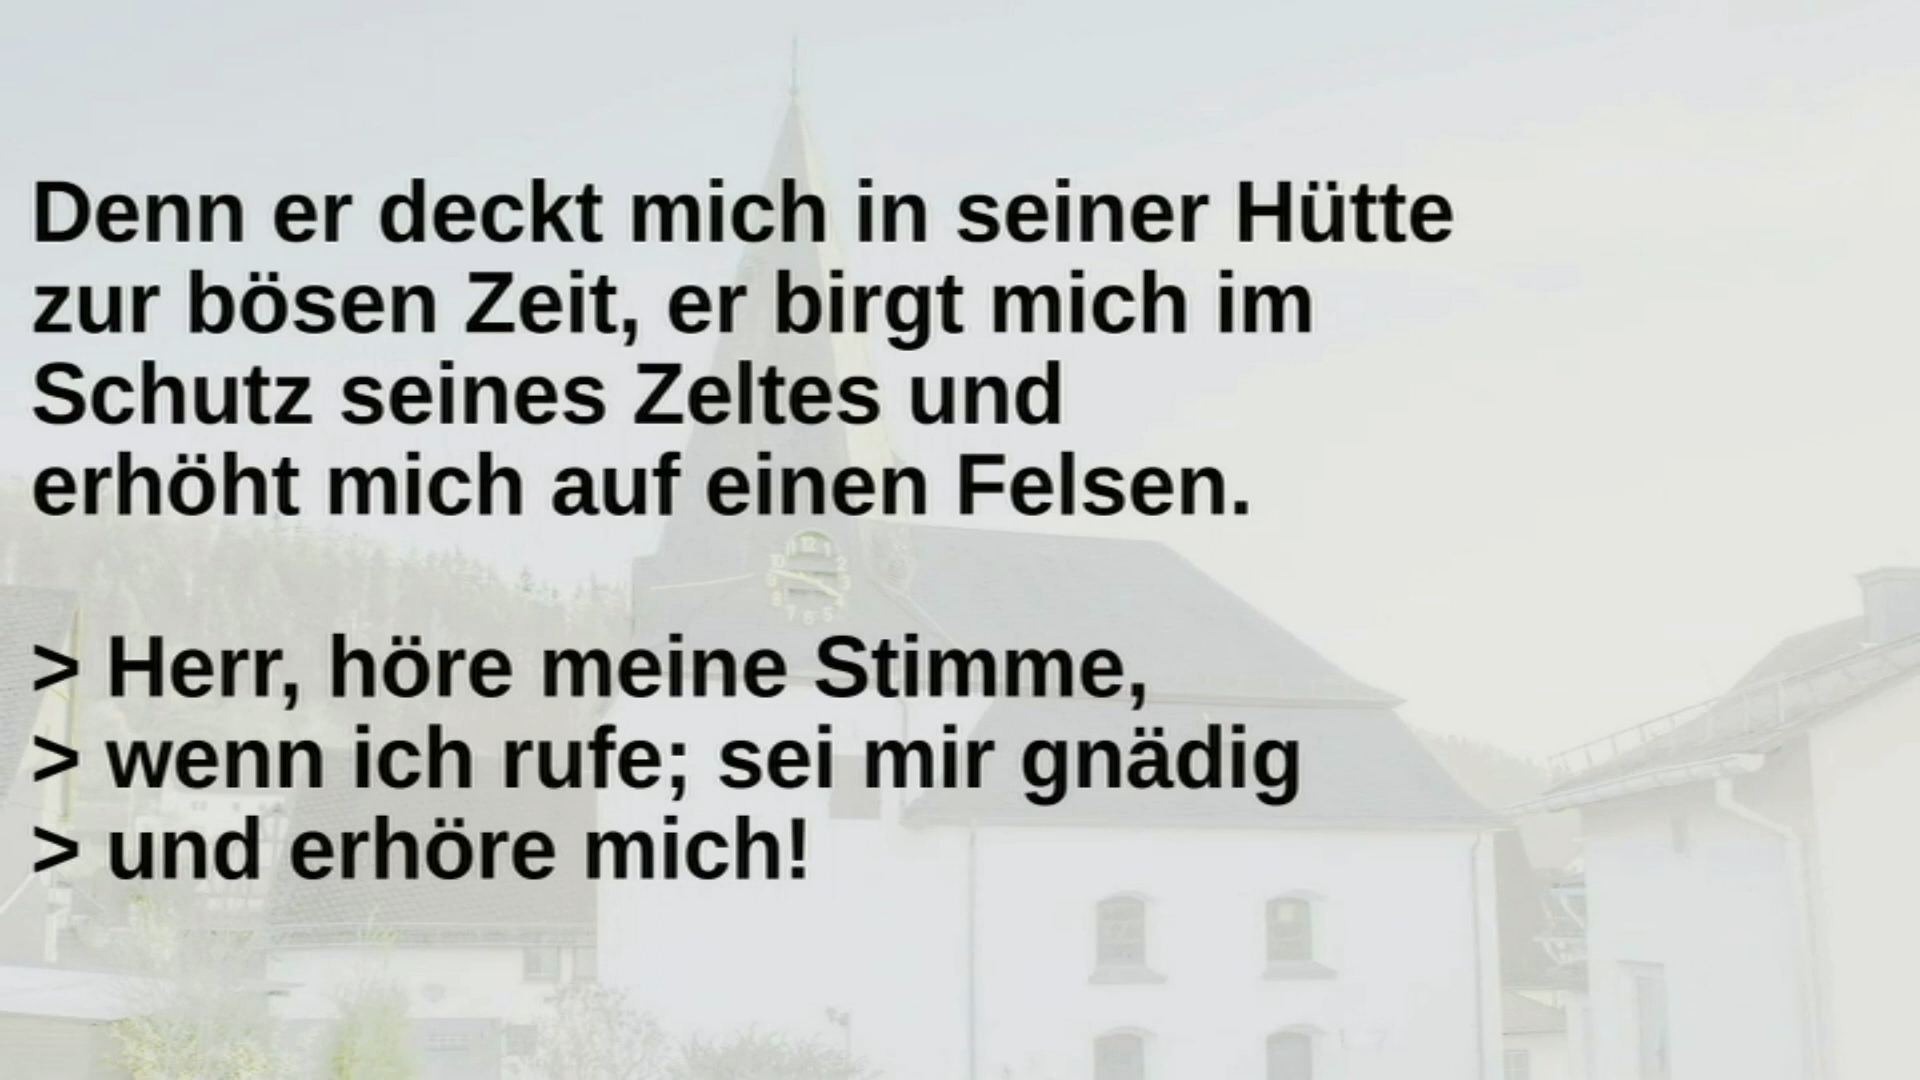 Denn er deckt mich in seiner Hütte
zur bösen Zeit, er birgt mich im
Schutz seines Zeltes und
erhöht mich auf einen Felsen.
> Herr, höre meine Stimme,
> wenn ich rufe; sei mir gnädig
> und erhöre mich!